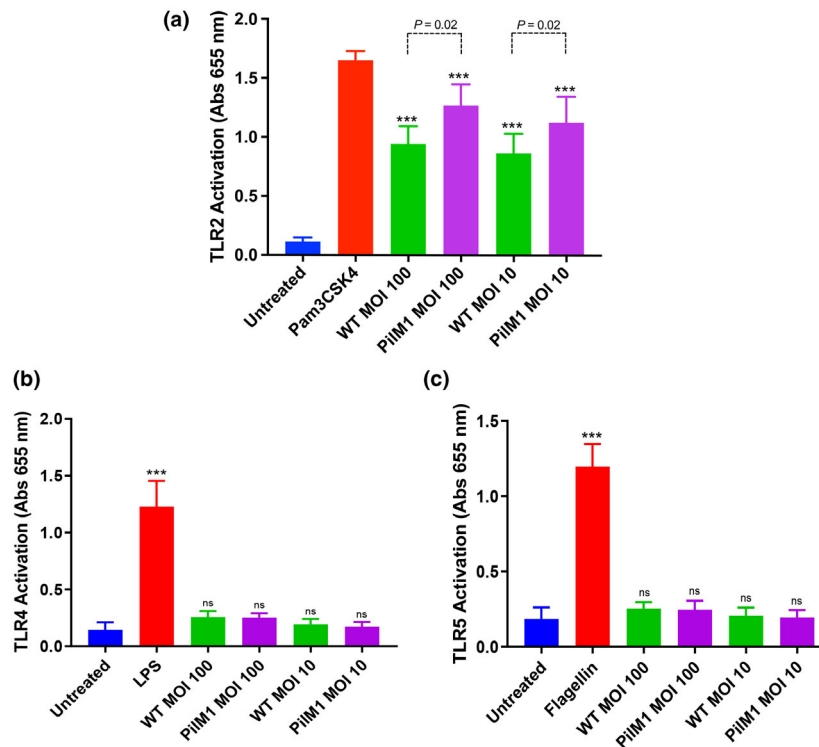 (a)
TLR2 Activation (Abs 655 nm)
2.0
1.5
1.0
0.5
0.0
P = 0.02
P = 0.02
***
***
***
***
Untreated
Pam3CSK4
WT MOI 100
PilM1 MOI 100
WT MOI 10
PilM1 MOI 10
(b)
TLR4 Activation (Abs 655 nm)
2.0
1.5
1.0
0.5
0.0
***
ns
ns
ns
ns
Untreated
LPS
WT MOI 100
PilM1 MOI 100
WT MOI 10
PilM1 MOI 10
(c)
TLR5 Activation (Abs 655 nm)
1.5
1.0
0.5
0.0
***
ns
ns
ns
ns
Untreated
Flagellin
WT MOI 100
PilM1 MOI 100
WT MOI 10
PilM1 MOI 10